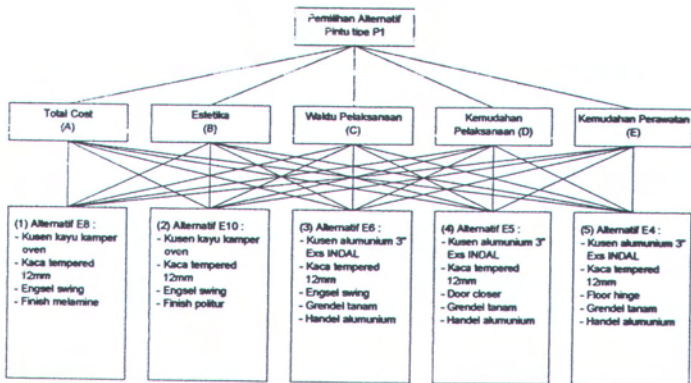 Pemilihan Alternatif
Pintu tipe P1
Total Cost
(A)
Estetika
(B)
Waktu Pelaksanaan
(C)
Kemudahan
Pelaksanaan (D)
Kemudahan Perawatan
(E)
(1) Alternatif E8 :
- Kusen kayu kamper
oven
- Kaca tempered
12mm
- Engsel swing
- Finish melamine
(2) Alternatif E10 :
- Kusen kayu kamper
oven
- Kaca tempered
12mm
- Engsel swing
- Finish politur
(3) Alternatif E6 :
- Kusen alumunium 3"
Exs INDAL
- Kaca tempered
12mm
- Engsel swing
- Grendel tanam
- Handel alumunium
(4) Alternatif E5 :
- Kusen alumunium 3"
Exs INDAL
- Kaca tempered
12mm
- Door closer
- Grendel tanam
- Handel alumunium
(5) Alternatif E4 :
- Kusen alumunium 3"
Exs INDAL
- Kaca tempered
12mm
- Floor hinge
- Grendel tanam
- Handel alumunium